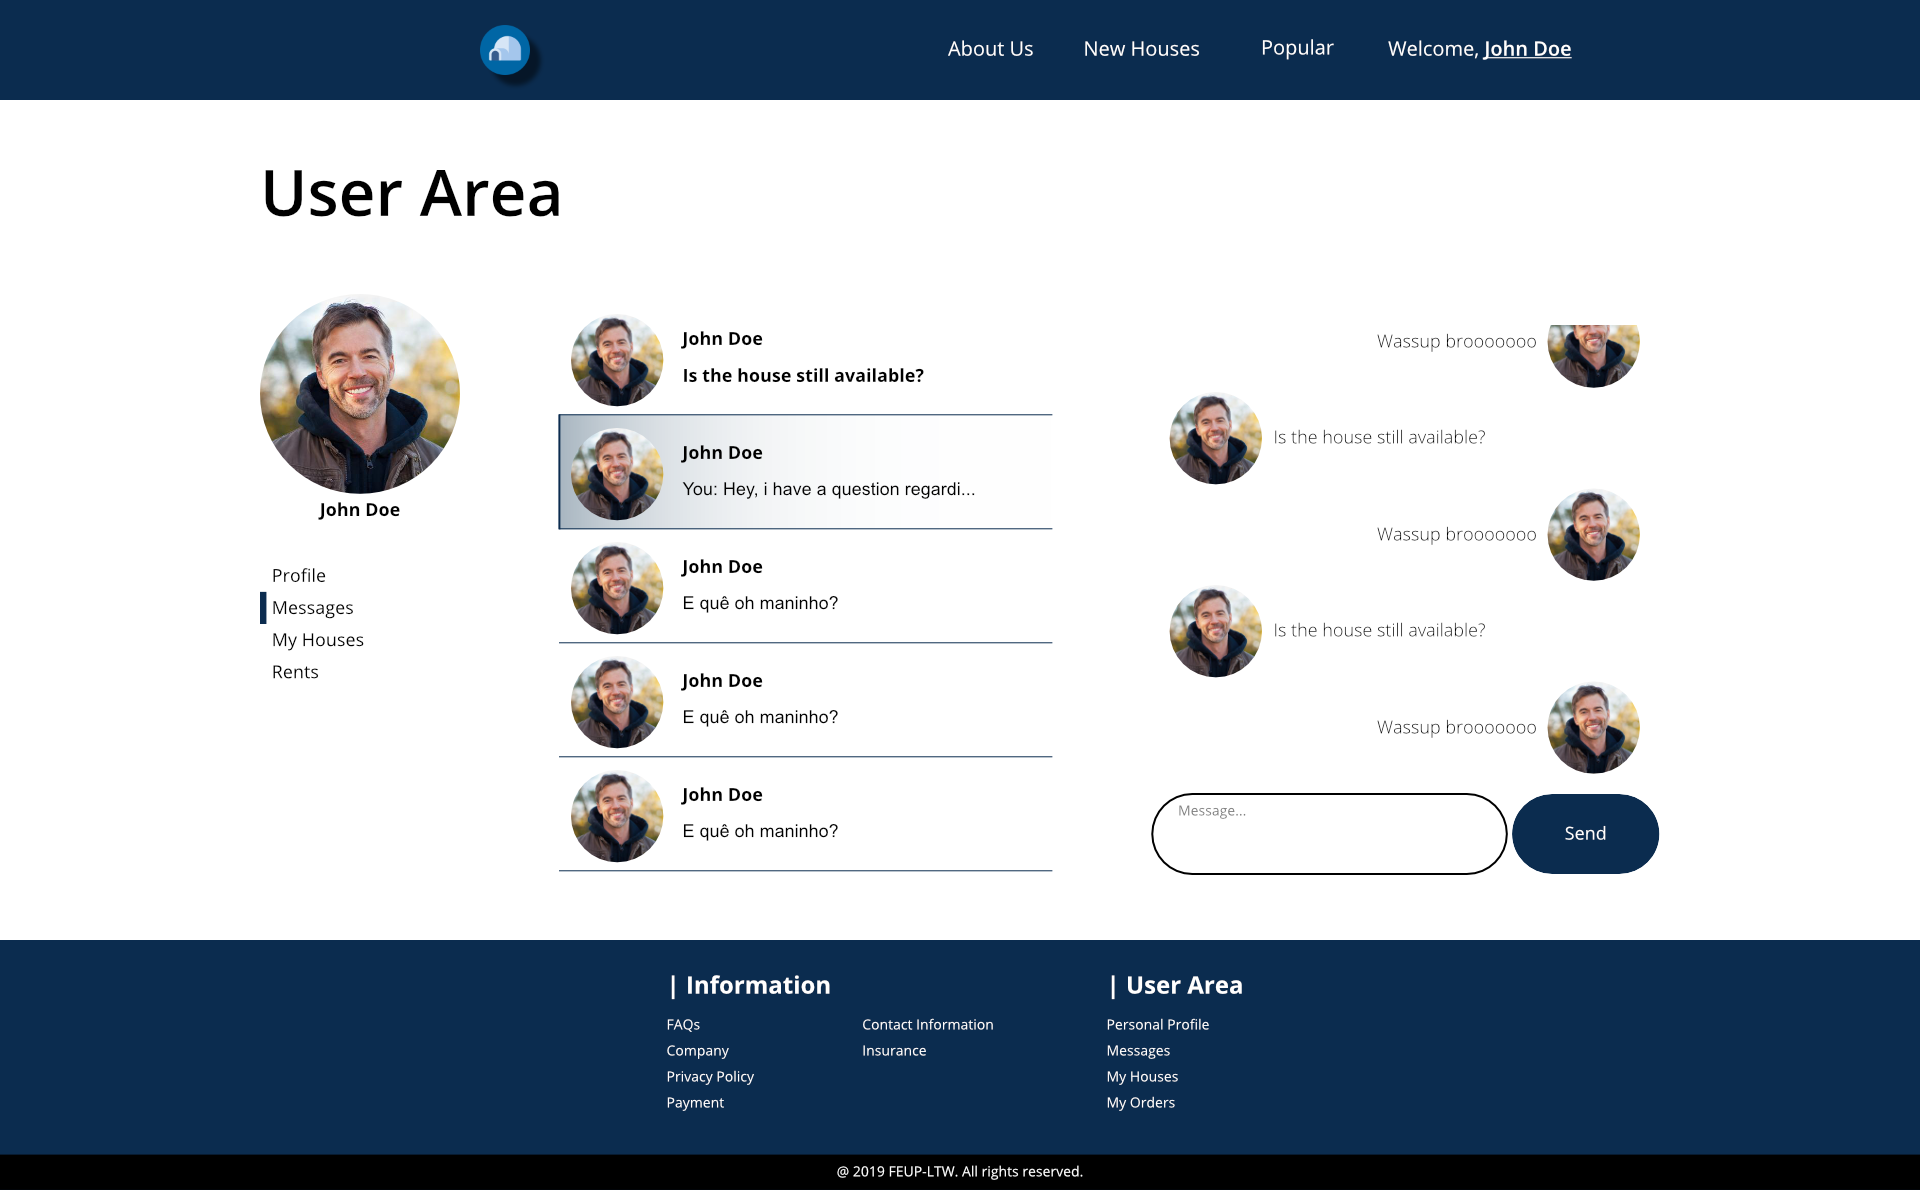 About Us New Houses Popular Welcome, John Doe
User Area
John Doe
Profile
Messages
My Houses
Rents
John Doe
Is the house still available?
John Doe
You: Hey, i have a question regardi...
John Doe
E quê oh maninho?
John Doe
E quê oh maninho?
John Doe
E quê oh maninho?
Wassup brooooooo
Is the house still available?
Wassup brooooooo
Is the house still available?
Wassup brooooooo
Message...
Send
| Information
FAQs
Company
Privacy Policy
Payment
Contact Information
Insurance
| User Area
Personal Profile
Messages
My Houses
My Orders
@ 2019 FEUP-LTW. All rights reserved.